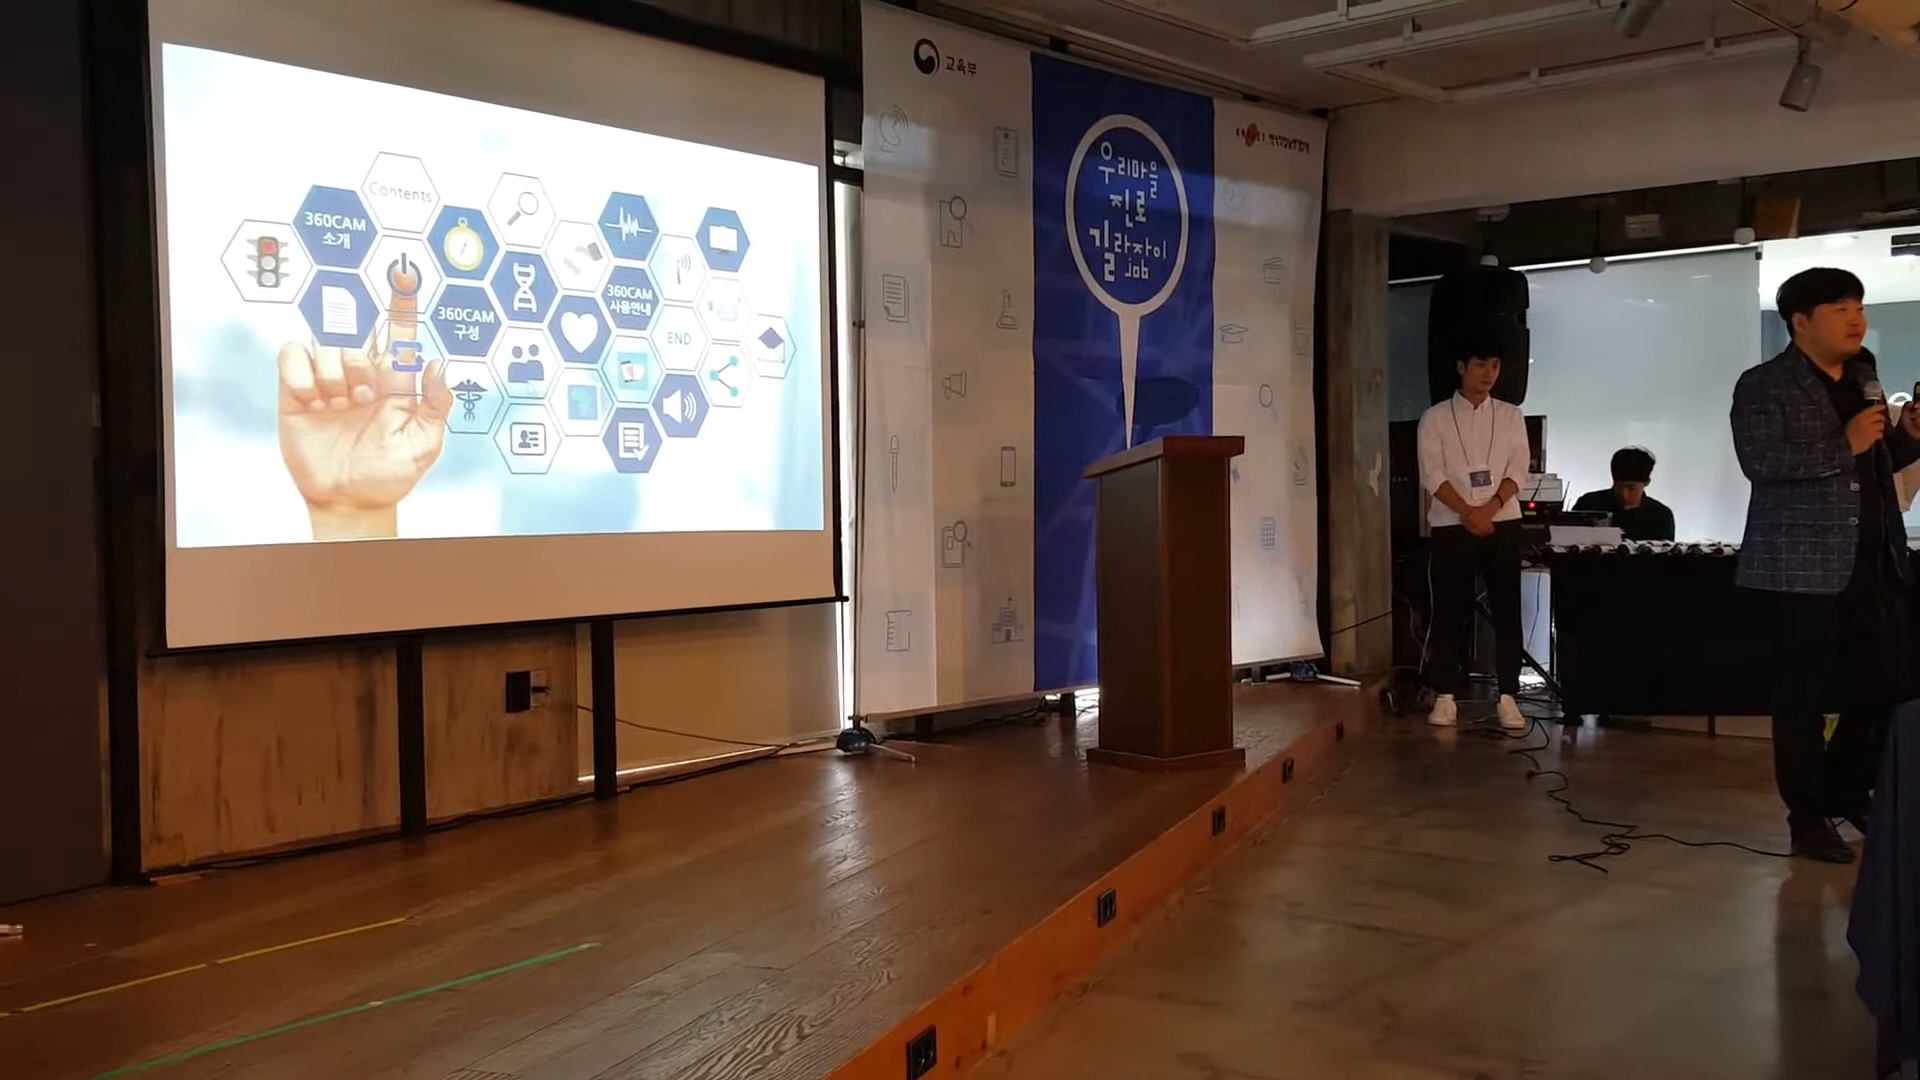 Contents
360CAM
소개
360CAM
구성
360CAM
사용안내
END
교육부
우리마을
진로
길라잡이
job